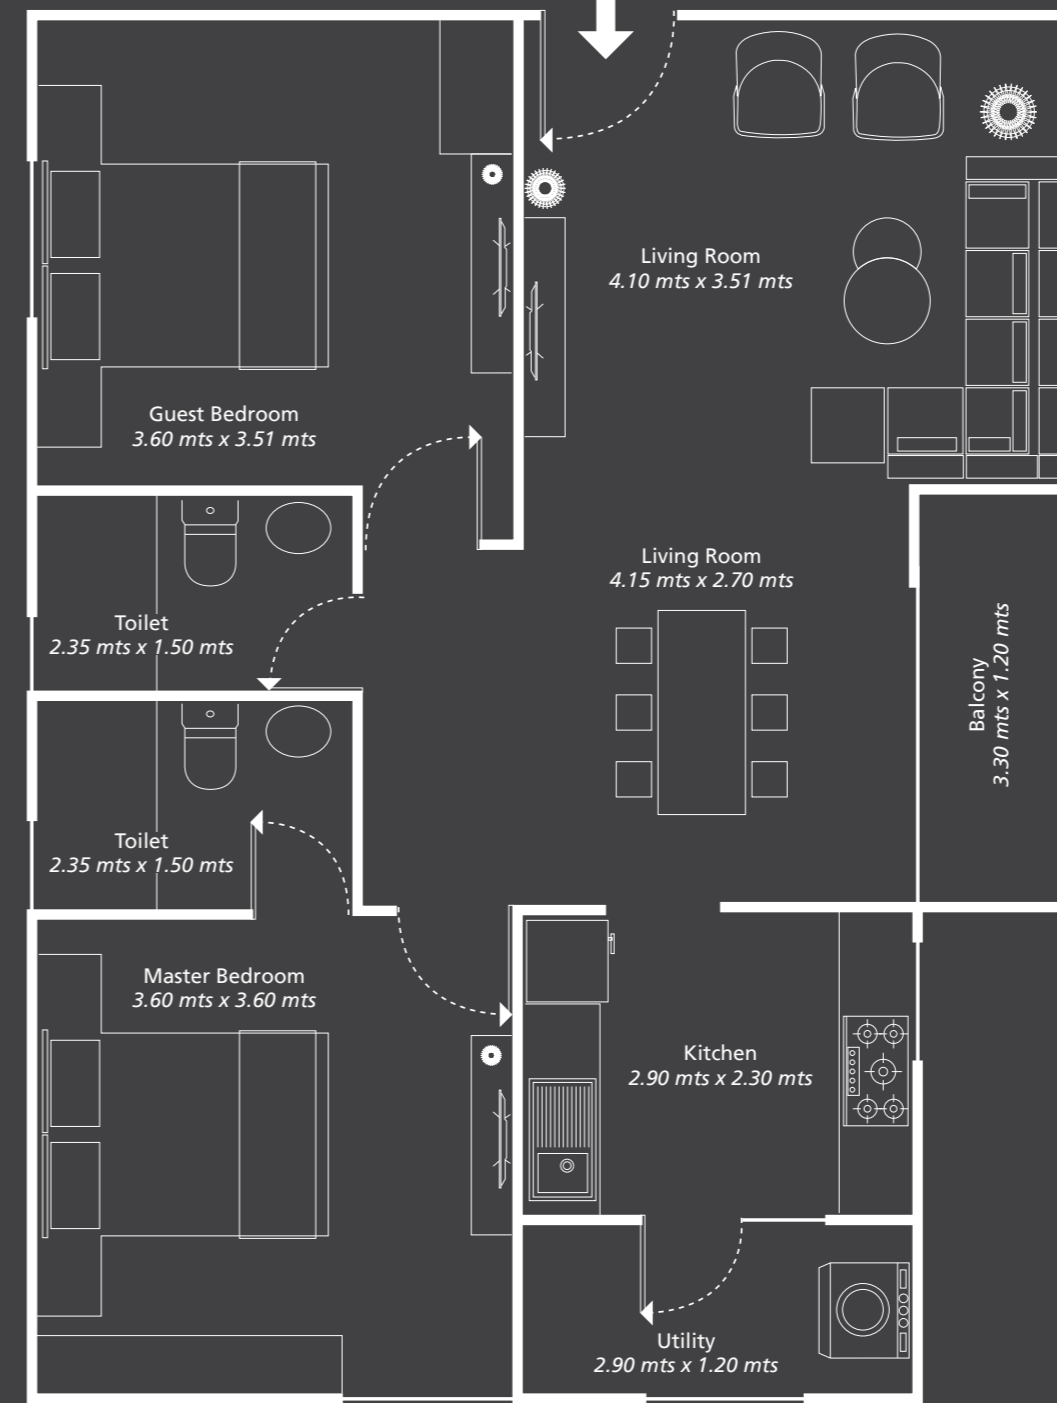 Living Room
4.10 mts x 3.51 mts
Guest Bedroom
3.60 mts x 3.51 mts
Living Room
4.15 mts x 2.70 mts
Toilet
2.35 mts x 1.50 mts
Balcony
3.30 mts x 1.20 mts
Toilet
2.35 mts x 1.50 mts
Master Bedroom
3.60 mts x 3.60 mts
Kitchen
2.90 mts x 2.30 mts
Utility
2.90 mts x 1.20 mts